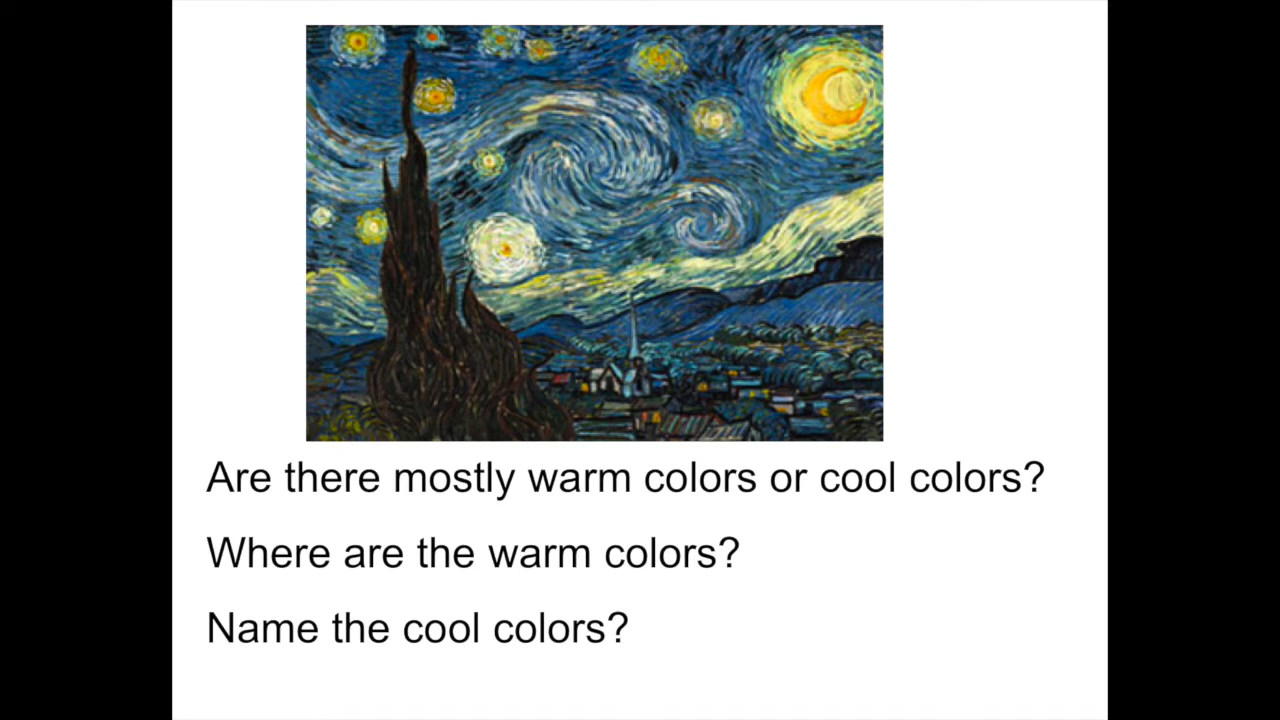 Are there mostly warm colors or cool colors?
Where are the warm colors?
Name the cool colors?